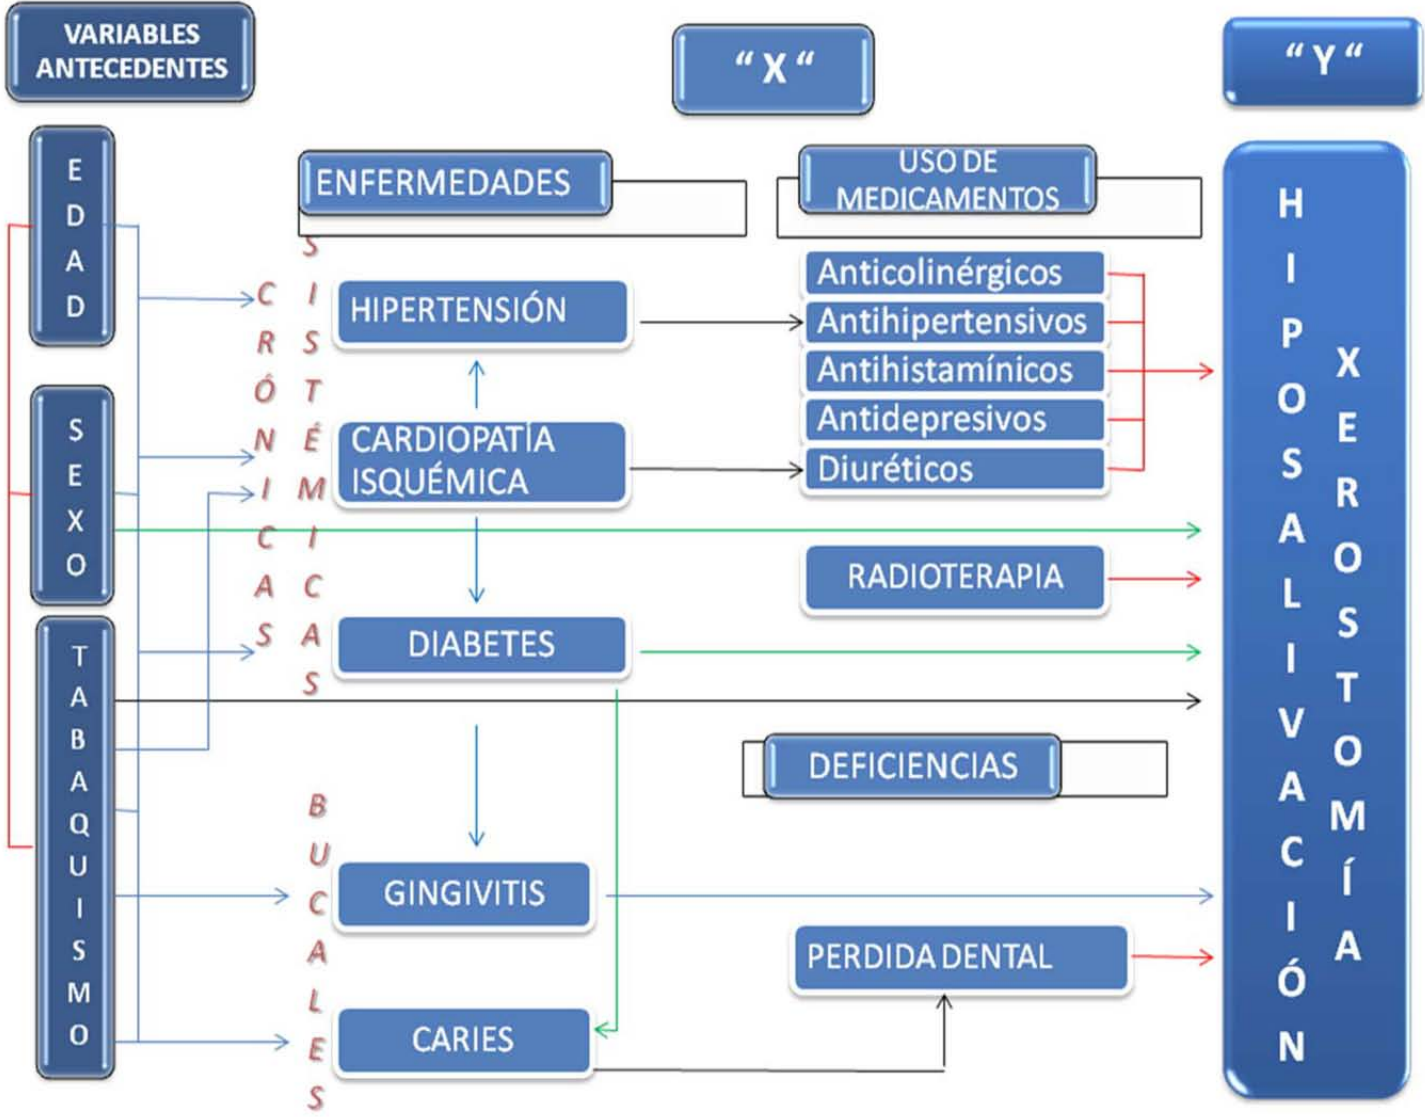 VARIABLES
ANTECEDENTES
“ X “
“ Y “
EDAD
SEXO
TABAQUISMO
ENFERMEDADES
CRÓNICAS
SISTÉMICAS
HIPERTENSIÓN
CARDIOPATÍA
ISQUÉMICA
DIABETES
BUCALES
GINGIVITIS
CARIES
USO DE
MEDICAMENTOS
Anticolinérgicos
Antihipertensivos
Antihistamínicos
Antidepresivos
Diuréticos
RADIOTERAPIA
DEFICIENCIAS
PERDIDA DENTAL
HIPOSALIVACIÓN
XEROSTOMÍA